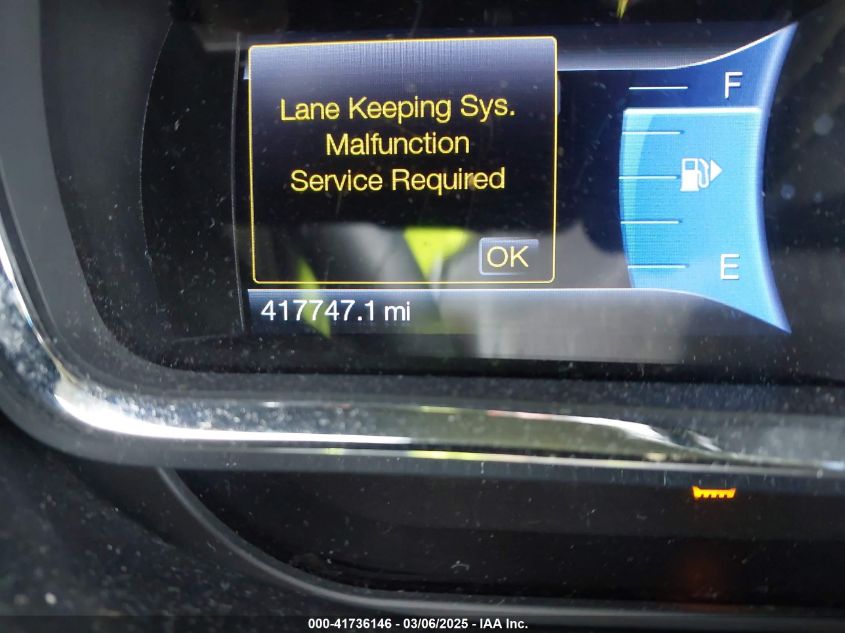 Lane Keeping Sys.
Malfunction
Service Required
OK
F
E
417747.1 mi
000-41736146 - 03/06/2025 - IAA Inc.